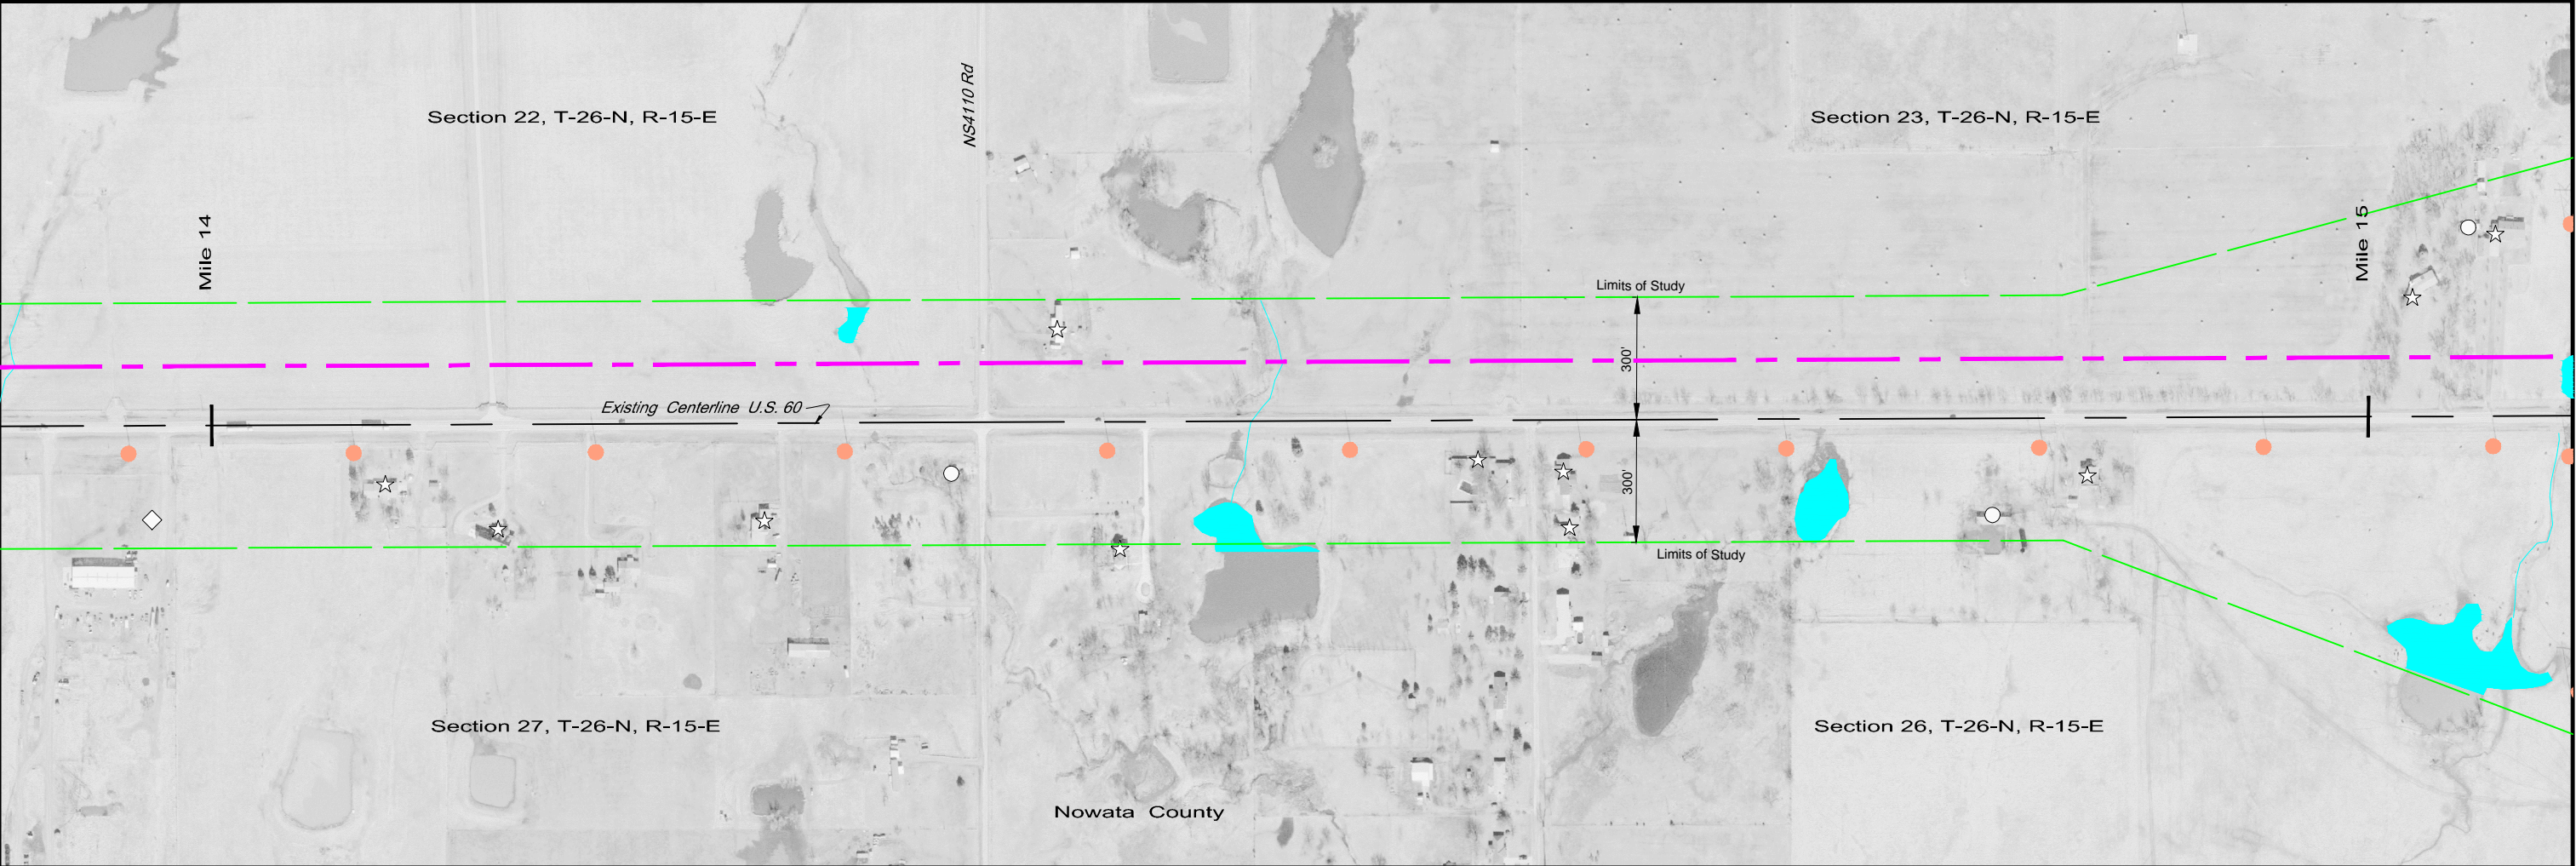 NS4110 Rd
Section 22, T-26-N, R-15-E
Section 23, T-26-N, R-15-E
Mile 14
Mile 15
Limits of Study
300'
Existing Centerline U.S. 60
300'
Limits of Study
Section 27, T-26-N, R-15-E
Section 26, T-26-N, R-15-E
Nowata County